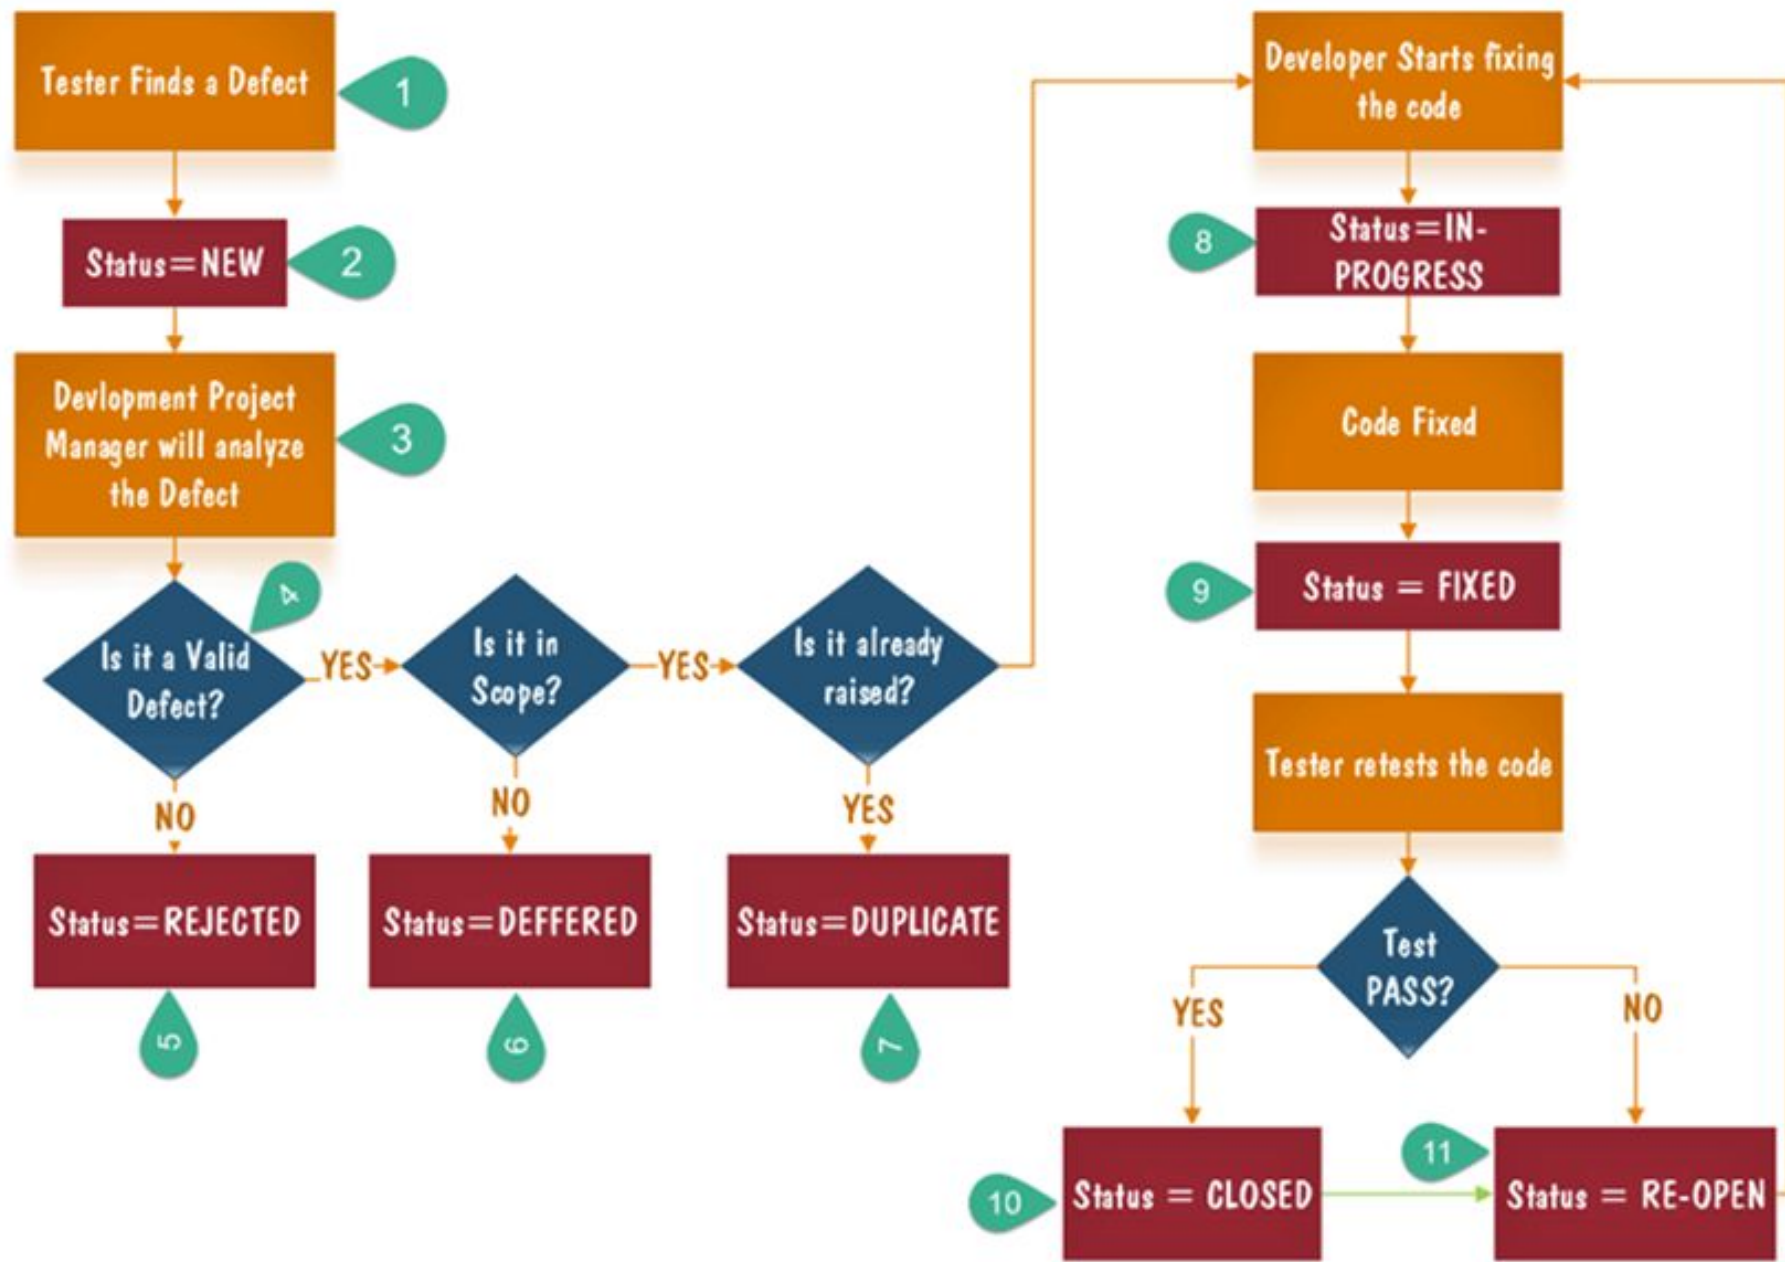 Tester Finds a Defect
1
Status=NEW
2
Devlopment Project
Manager will analyze
the Defect
3
4
Is it a Valid
Defect?
YES
Is it in
Scope?
YES
Is it already
raised?
NO
NO
YES
Status=REJECTED
Status=DEFFERED
Status=DUPLICATE
5
6
7
Developer Starts fixing
the code
8
Status=IN-
PROGRESS
Code Fixed
9
Status = FIXED
Tester retests the code
Test
PASS?
YES
NO
10
Status = CLOSED
11
Status = RE-OPEN